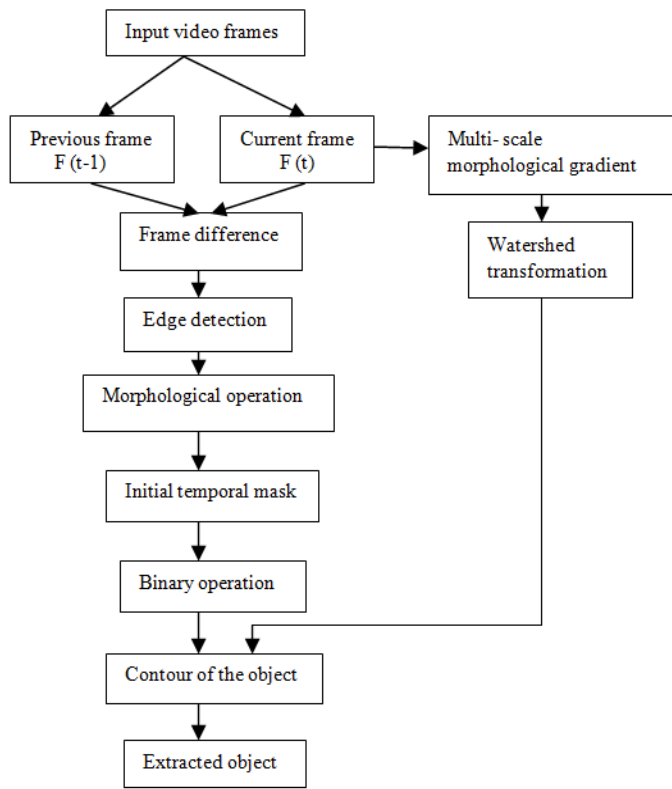 Input video frames
Previous frame
F (t-1)
Current frame
F (t)
Multi- scale
morphological gradient
Frame difference
Watershed
transformation
Edge detection
Morphological operation
Initial temporal mask
Binary operation
Contour of the object
Extracted object